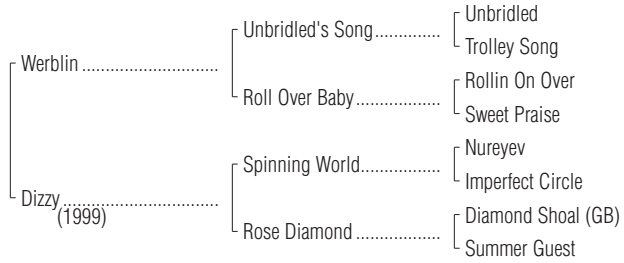 Unbridled
Unbridled's Song..............
Trolley Song
Werblin ............................
Rollin On Over
Roll Over Baby .................
Sweet Praise
Nureyev
Spinning World.................
Imperfect Circle
Dizzy ................................
(1999)
Diamond Shoal (GB)
Rose Diamond .................
Summer Guest